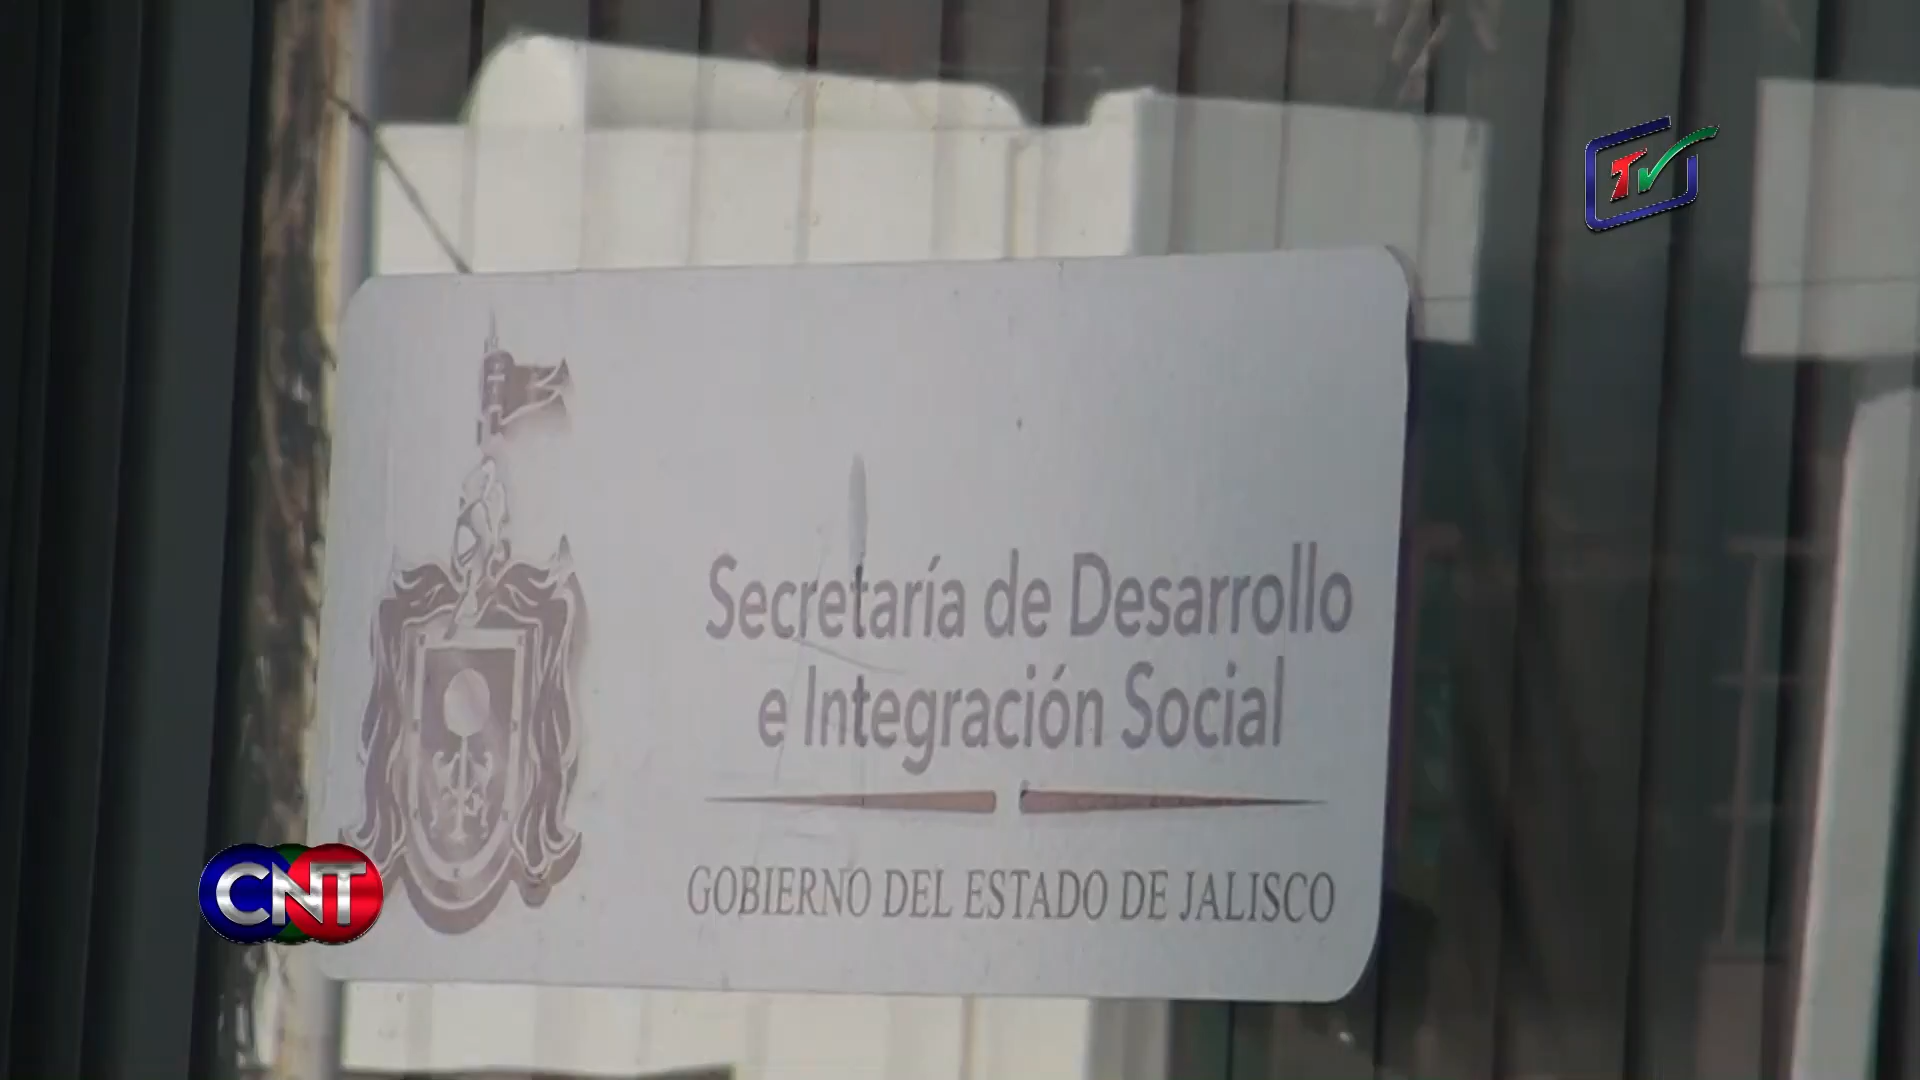 TV
Secretaría de Desarrollo
e Integración Social
GOBIERNO DEL ESTADO DE JALISCO
CNT